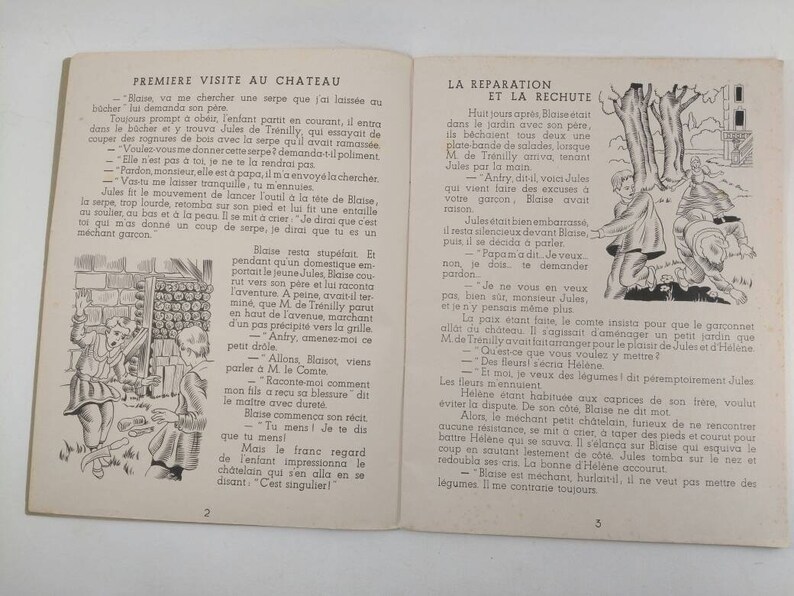 PREMIERE VISITE AU CHATEAU
— "Blaise, va me chercher une serpe que j'ai laissée au
bûcher" lui demanda son père.
Toujours prompt à obéir, l'enfant partit en courant, il entra
dans le bûcher et y trouva Jules de Trénilly, qui essayait de
couper des rognures de bois avec la serpe qu'il avait ramassée.
— "Voulez-vous me donner cette serpe? demanda-t-il poliment.
— "Elle n'est pas à toi, je ne te la rendrai pas.
— "Pardon, monsieur, elle est à papa, il m'a envoyé la chercher.
— "Vas-tu me laisser tranquille, tu m'ennuies.
Jules fit le mouvement de lancer l'outil à la tête de Blaise,
la serpe, trop lourde, retomba sur son pied et lui fit une entaille
au soulier, au bas et à la peau. Il se mit à crier : "Je dirai que c'est
toi qui m'as donné un coup de serpe, je dirai que tu es un
méchant garçon."
Blaise resta stupéfait. Et
pendant qu'un domestique em-
portait le jeune Jules, Blaise cou-
rut vers son père et lui raconta
l'aventure. A peine, avait-il ter-
miné, que M. de Trénilly parut
en haut de l'avenue, marchant
d'un pas précipité vers la grille.
— "Anfry, amenez-moi ce
petit drôle.
— "Allons, Blaisot, viens
parler à M. le Comte.
— "Raconte-moi comment
mon fils a reçu sa blessure" dit
le maître avec dureté.
Blaise commença son récit.
— "Tu mens ! Je te dis
que tu mens!
Mais le franc regard
de l'enfant impressionna le
châtelain qui s'en alla en se
disant : "C'est singulier!"
2
LA REPARATION
ET LA RECHUTE
Huit jours après, Blaise était
dans le jardin avec son père,
ils bêchaient tous deux une
plate-bande de salades, lorsque
M. de Trénilly arriva, tenant
Jules par la main.
— "Anfry, dit-il, voici Jules
qui vient faire des excuses à
votre garçon, Blaise avait
raison.
Jules était bien embarrassé,
il resta silencieux devant Blaise,
puis, il se décida à parler.
— "Papa m'a dit... Je veux...
non, je dois... te demander
pardon...
— "Je ne vous en veux
pas, bien sûr, monsieur Jules,
et je n'y pensais même plus.
La paix étant faite, le comte insista pour que le garçonnet
allât au château. Il s'agissait d'aménager un petit jardin que
M. de Trénilly avait fait arranger pour le plaisir de Jules et d'Hélène.
— "Qu'est-ce que vous voulez y mettre?
— "Des fleurs! s'écria Hélène.
— "Et moi, je veux des légumes! dit péremptoirement Jules.
Les fleurs m'ennuient.
Hélène étant habituée aux caprices de son frère, voulut
éviter la dispute. De son côté, Blaise ne dit mot.
Alors, le méchant petit châtelain, furieux de ne rencontrer
aucune résistance, se mit à crier, à taper des pieds et courut pour
battre Hélène qui se sauva. Il s'élança sur Blaise qui esquiva le
coup en sautant lestement de côté. Jules tomba sur le nez et
redoubla ses cris. La bonne d'Hélène accourut.
— "Blaise est méchant, hurlait-il, il ne veut pas mettre des
légumes. Il me contrarie toujours.
3